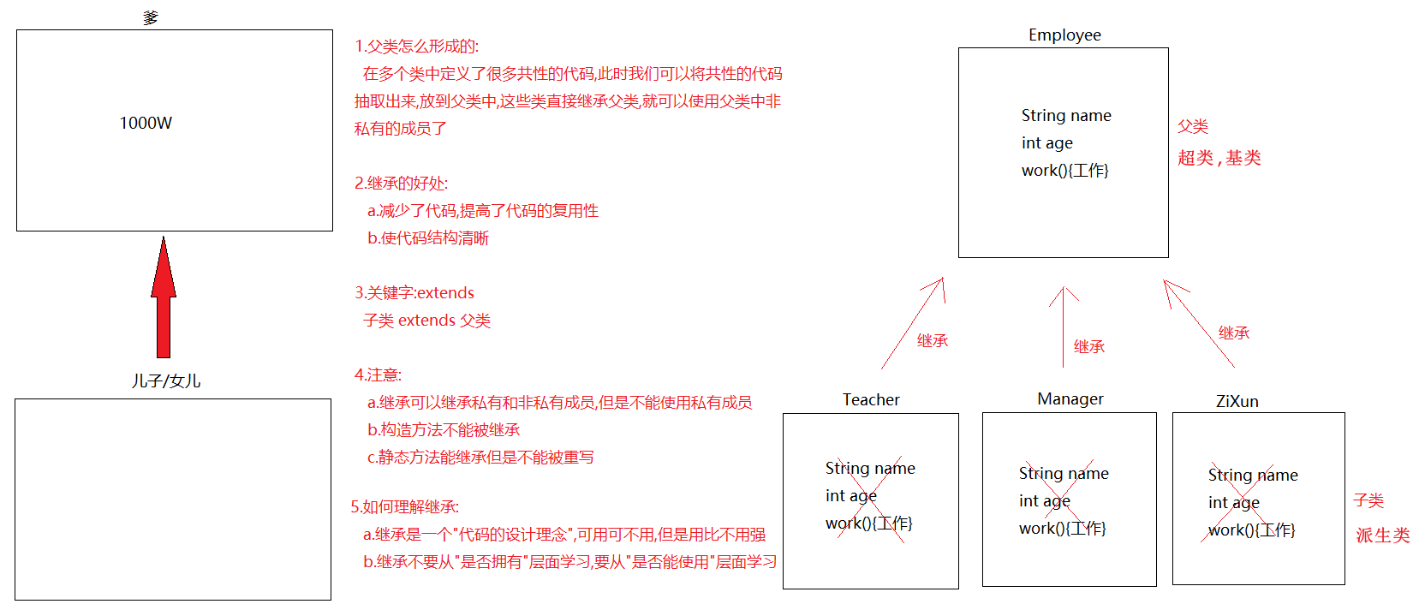 爹
1000W
儿子/女儿
1.父类怎么形成的:
在多个类中定义了很多共性的代码,此时我们可以将共性的代码
抽取出来,放到父类中,这些类直接继承父类,就可以使用父类中非
私有的成员了
2.继承的好处:
a.减少了代码,提高了代码的复用性
b.使代码结构清晰
3.关键字:extends
子类 extends 父类
4.注意:
a.继承可以继承私有和非私有成员,但是不能使用私有成员
b.构造方法不能被继承
c.静态方法能继承但是不能被重写
5.如何理解继承:
a.继承是一个"代码的设计理念",可用可不用,但是用比不用强
b.继承不要从"是否拥有"层面学习,要从"是否能使用"层面学习
Employee
String name
int age
work(){工作}
父类
超类,基类
继承
继承
继承
Teacher
String name
int age
work(){工作}
Manager
String name
int age
work(){工作}
ZiXun
String name
int age
work(){工作}
子类
派生类